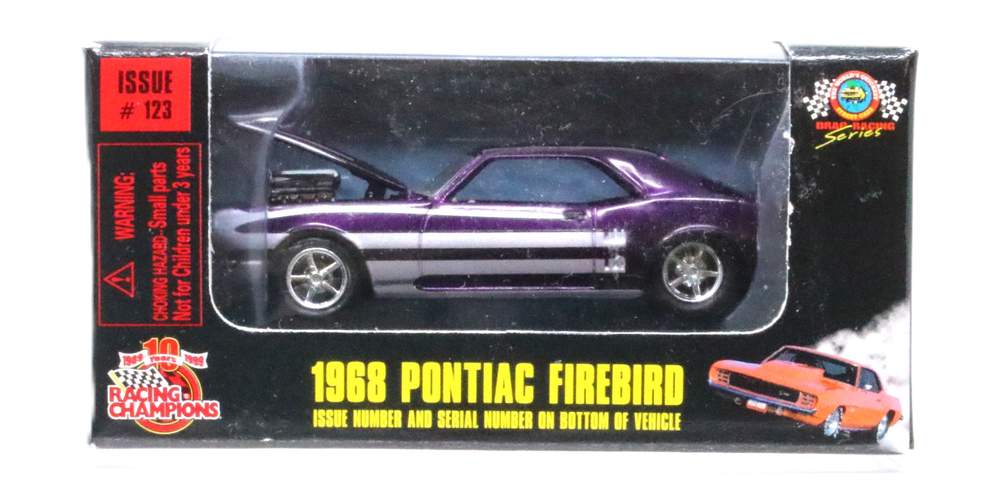 ISSUE
# 123
WARNING:
CHOKING HAZARD - Small parts
Not for Children under 3 years
10
1989 Years 1999
RACING
CHAMPIONS
1968 PONTIAC FIREBIRD
ISSUE NUMBER AND SERIAL NUMBER ON BOTTOM OF VEHICLE
DRAG RACING
Series